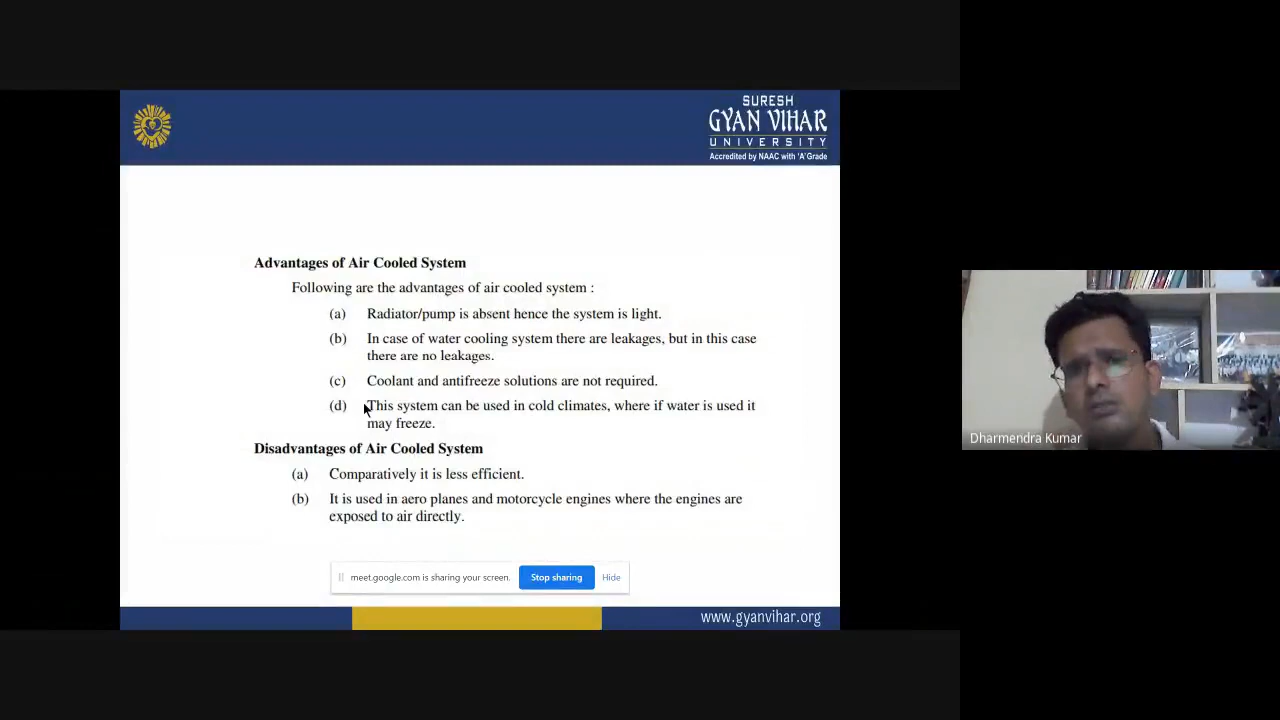 SURESH
GYAN VIHAR
UNIVERSITY
Accredited by NAAC with 'A'Grade
Advantages of Air Cooled System
Following are the advantages of air cooled system :
(a) Radiator/pump is absent hence the system is light.
(b) In case of water cooling system there are leakages, but in this case
there are no leakages.
(c) Coolant and antifreeze solutions are not required.
(d) This system can be used in cold climates, where if water is used it
may freeze.
Disadvantages of Air Cooled System
(a) Comparatively it is less efficient.
(b) It is used in aero planes and motorcycle engines where the engines are
exposed to air directly.
meet.google.com is sharing your screen. Stop sharing Hide
www.gyanvihar.org
Dharmendra Kumar